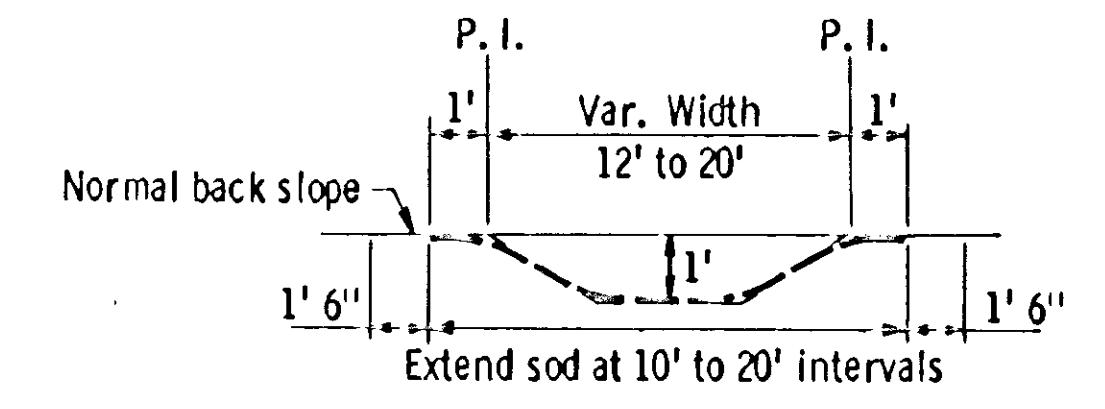 P. I. P. I.
1' Var. Width 1'
12' to 20'
Normal back slope
1'
1' 6" 1' 6"
Extend sod at 10' to 20' intervals